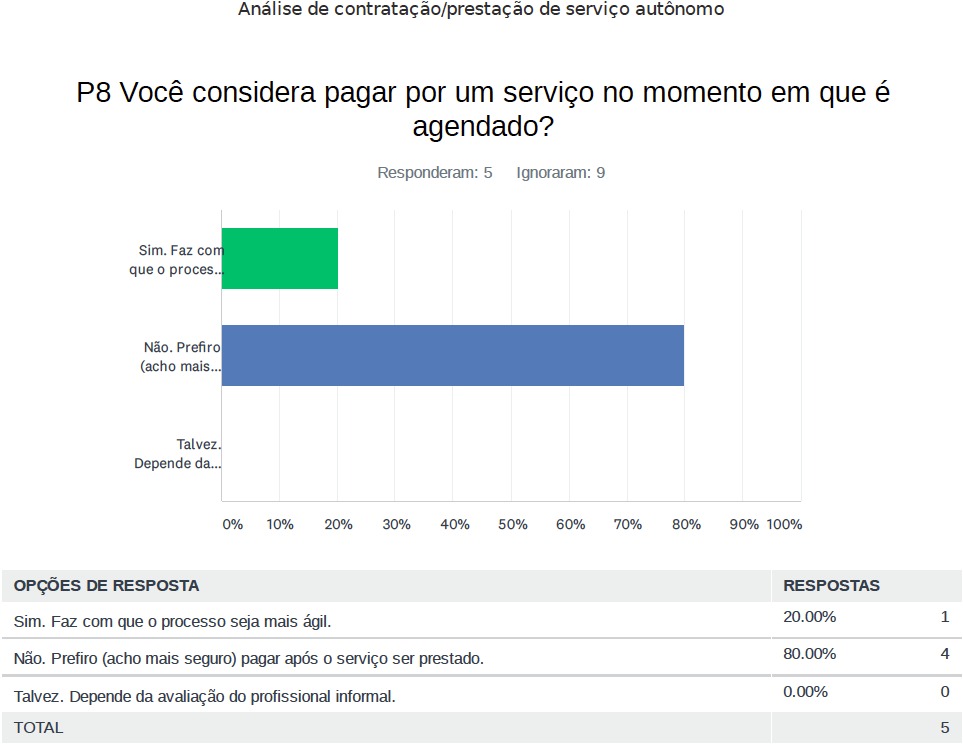 Análise de contratação/prestação de serviço autônomo
P8 Você considera pagar por um serviço no momento em que é
agendado?
Responderam: 5 Ignoraram: 9
Sim. Faz com
que o proces...
Não. Prefiro
(acho mais...
Talvez.
Depende da...
0% 10% 20% 30% 40% 50% 60% 70% 80% 90% 100%
OPÇÕES DE RESPOSTA RESPOSTAS
Sim. Faz com que o processo seja mais ágil. 20.00% 1
Não. Prefiro (acho mais seguro) pagar após o serviço ser prestado. 80.00% 4
Talvez. Depende da avaliação do profissional informal. 0.00% 0
TOTAL 5